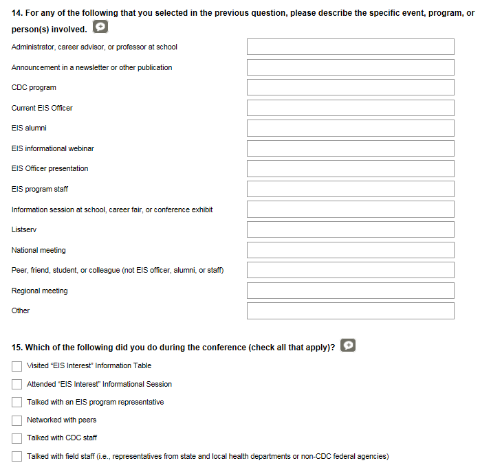 14. For any of the following that you selected in the previous question, please describe the specific event, program, or
person(s) involved.
Administrator, career advisor, or professor at school
Announcement in a newsletter or other publication
CDC program
Current EIS Officer
EIS alumni
EIS informational webinar
EIS Officer presentation
EIS program staff
Information session at school, career fair, or conference exhibit
Listserv
National meeting
Peer, friend, student, or colleague (not EIS officer, alumni, or staff)
Regional meeting
Other
15. Which of the following did you do during the conference (check all that apply)?
Visited "EIS Interest" Information Table
Attended "EIS Interest" Informational Session
Talked with an EIS program representative
Networked with peers
Talked with CDC staff
Talked with field staff (i.e., representatives from state and local health departments or non-CDC federal agencies)